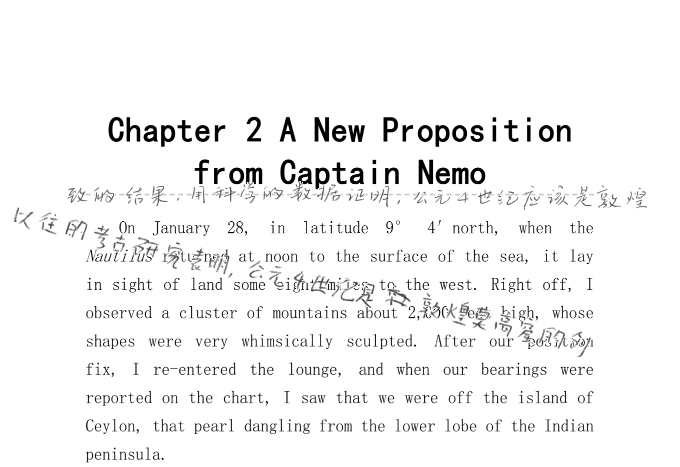 Chapter 2 A New Proposition
from Captain Nemo
致的结果,用科学的数据证明,公元4世纪应该是敦煌
以往的考古研究表明,公元4世纪是敦煌莫高窟的创
On January 28, in latitude 9° 4′ north, when the
Nautilus returned at noon to the surface of the sea, it lay
in sight of land some eight miles to the west. Right off, I
observed a cluster of mountains about 2,000 feet high, whose
shapes were very whimsically sculpted. After our position
fix, I re-entered the lounge, and when our bearings were
reported on the chart, I saw that we were off the island of
Ceylon, that pearl dangling from the lower lobe of the Indian
peninsula.